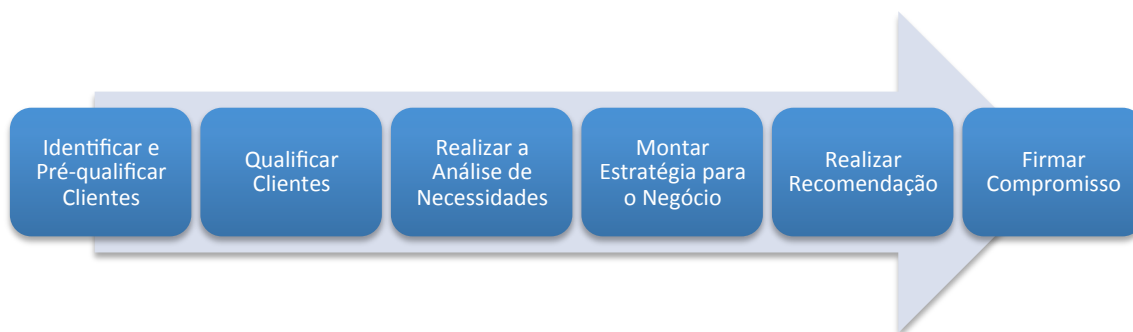 Identificar e
Pré-qualificar
Clientes
Qualificar
Clientes
Realizar a
Análise de
Necessidades
Montar
Estratégia para
o Negócio
Realizar
Recomendação
Firmar
Compromisso